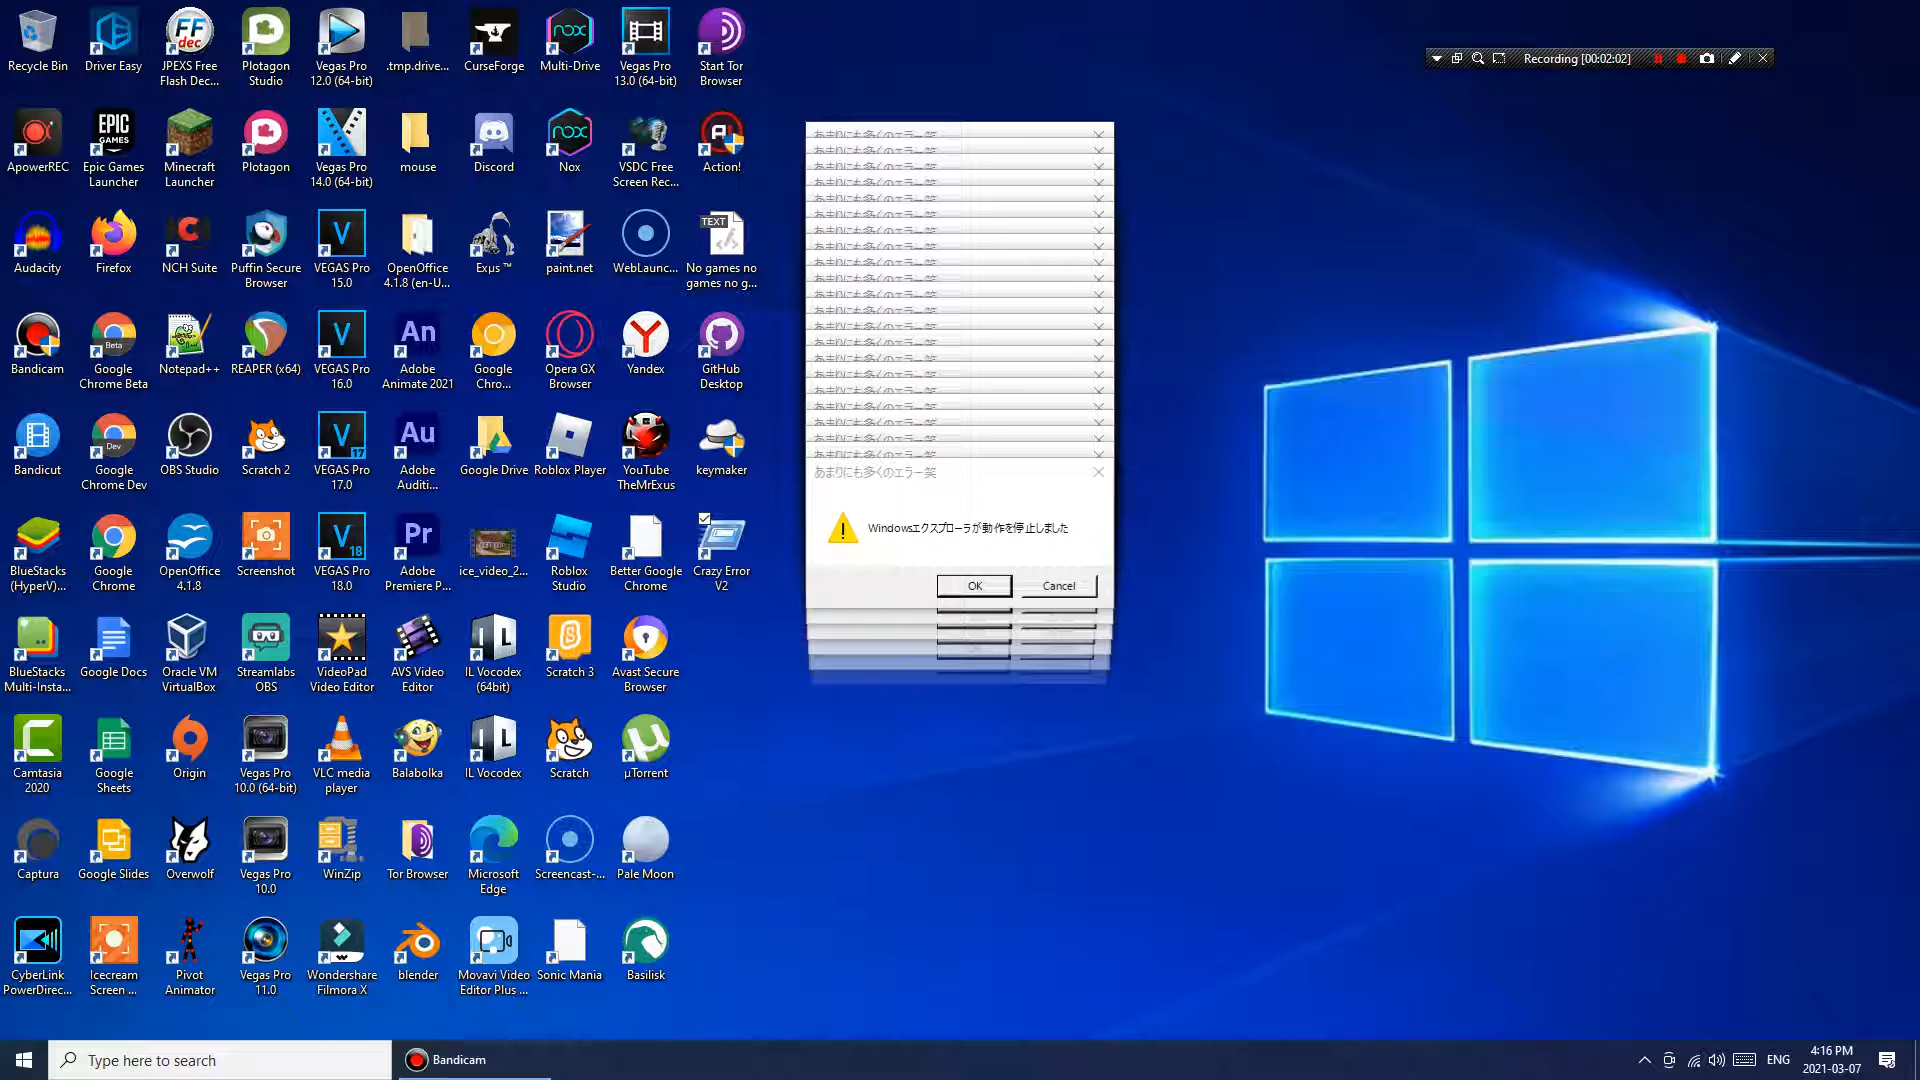 Recycle Bin
Driver Easy
JPEXS Free
Flash Dec...
Plotagon
Studio
Vegas Pro
12.0 (64-bit)
.tmp.drive...
CurseForge
Multi-Drive
Vegas Pro
13.0 (64-bit)
Start Tor
Browser
Recording [00:02:02]
ApowerREC
Epic Games
Launcher
Minecraft
Launcher
Plotagon
Vegas Pro
14.0 (64-bit)
mouse
Discord
Nox
VSDC Free
Screen Rec...
Action!
Audacity
Firefox
NCH Suite
Puffin Secure
Browser
VEGAS Pro
15.0
OpenOffice
4.1.8 (en-U...
Exμs ™
paint.net
WebLaunc...
No games no
games no g...
Bandicam
Google
Chrome Beta
Notepad++
REAPER (x64)
VEGAS Pro
16.0
Adobe
Animate 2021
Google
Chro...
Opera GX
Browser
Yandex
GitHub
Desktop
Bandicut
Google
Chrome Dev
OBS Studio
Scratch 2
VEGAS Pro
17.0
Adobe
Auditi...
Google Drive
Roblox Player
YouTube
TheMrExus
keymaker
BlueStacks
(HyperV)...
Google
Chrome
OpenOffice
4.1.8
Screenshot
VEGAS Pro
18.0
Adobe
Premiere P...
ice_video_2...
Roblox
Studio
Better Google
Chrome
Crazy Error
V2
BlueStacks
Multi-Insta...
Google Docs
Oracle VM
VirtualBox
Streamlabs
OBS
VideoPad
Video Editor
AVS Video
Editor
IL Vocodex
(64bit)
Scratch 3
Avast Secure
Browser
Camtasia
2020
Google
Sheets
Origin
Vegas Pro
10.0 (64-bit)
VLC media
player
Balabolka
IL Vocodex
Scratch
μTorrent
Captura
Google Slides
Overwolf
Vegas Pro
10.0
WinZip
Tor Browser
Microsoft
Edge
Screencast-...
Pale Moon
CyberLink
PowerDirec...
Icecream
Screen ...
Pivot
Animator
Vegas Pro
11.0
Wondershare
Filmora X
blender
Movavi Video
Editor Plus ...
Sonic Mania
Basilisk
あまりにも多くのエラー笑
Windowsエクスプローラが動作を停止しました
OK
Cancel
Type here to search
Bandicam
ENG
4:16 PM
2021-03-07